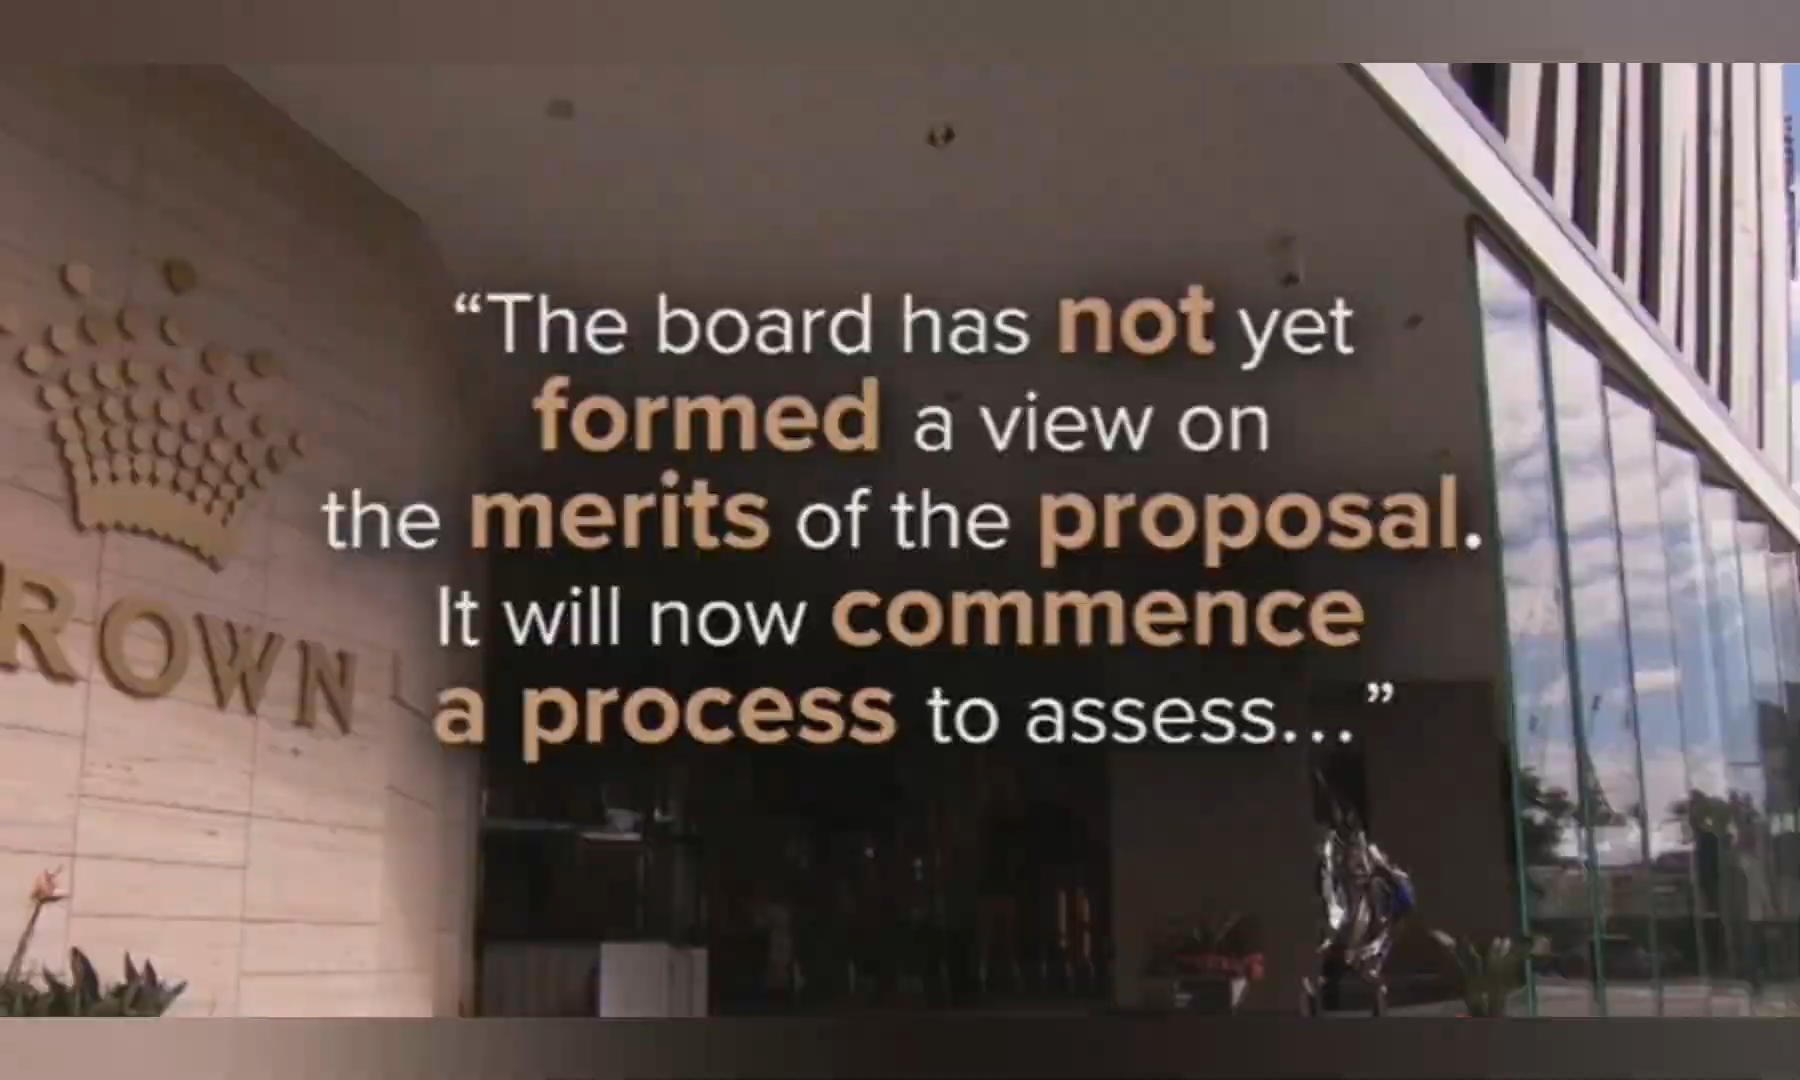 “The board has not yet
formed a view on
the merits of the proposal.
It will now commence
a process to assess...”
ROWN